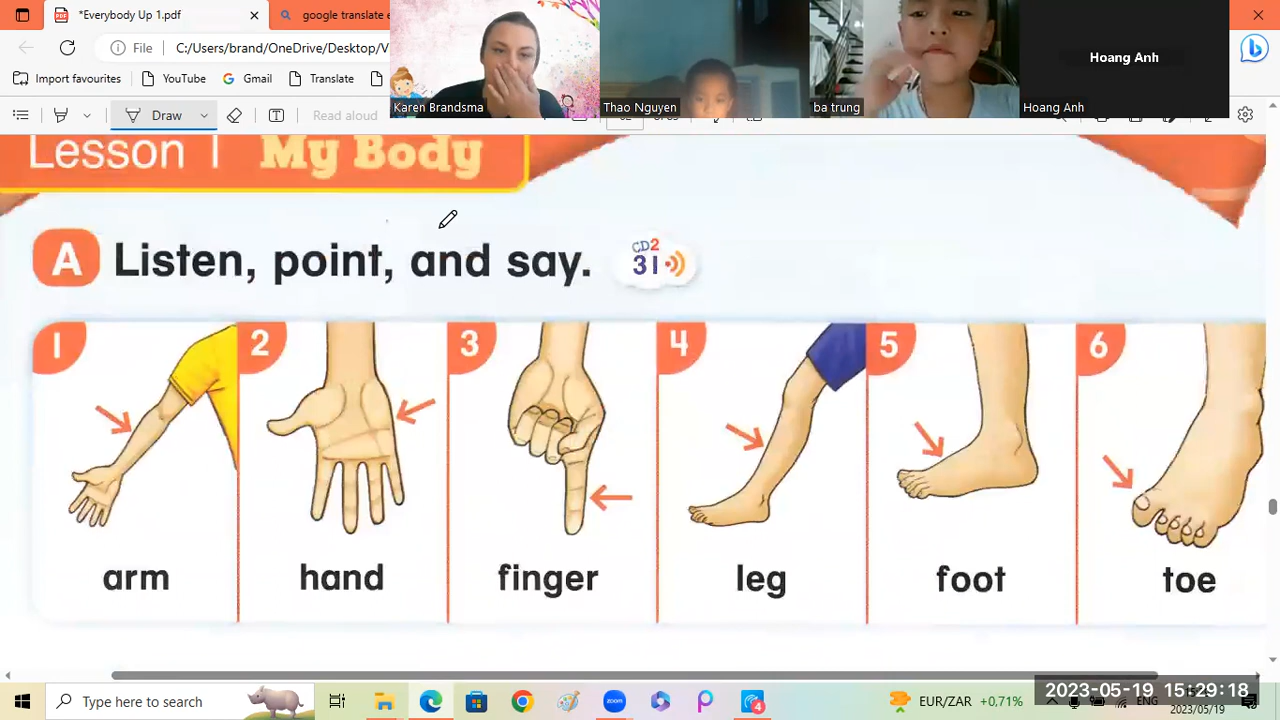 *Everybody Up 1.pdf
google translate
File
C:/Users/brand/OneDrive/Desktop/V
Import favourites
YouTube
Gmail
Translate
Karen Brandsma
Thao Nguyen
ba trung
Hoang Anh
Hoang Anh
Draw
Read aloud
Lesson 1 My Body
A Listen, point, and say.
CD2
31
1
2
3
4
5
6
arm
hand
finger
leg
foot
toe
Type here to search
4
EUR/ZAR +0,71%
ENG
2023-05-19 15:29:18
2023/05/19